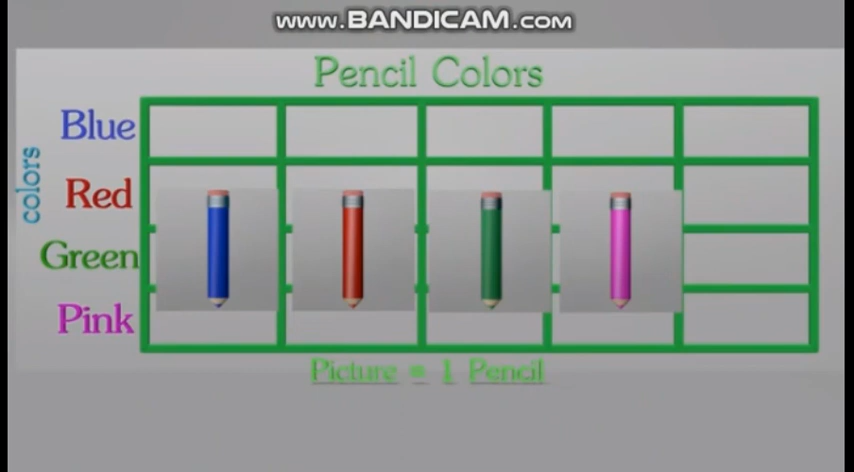 www.BANDICAM.com
Pencil Colors
colors
Blue
Red
Green
Pink
Picture = 1 Pencil